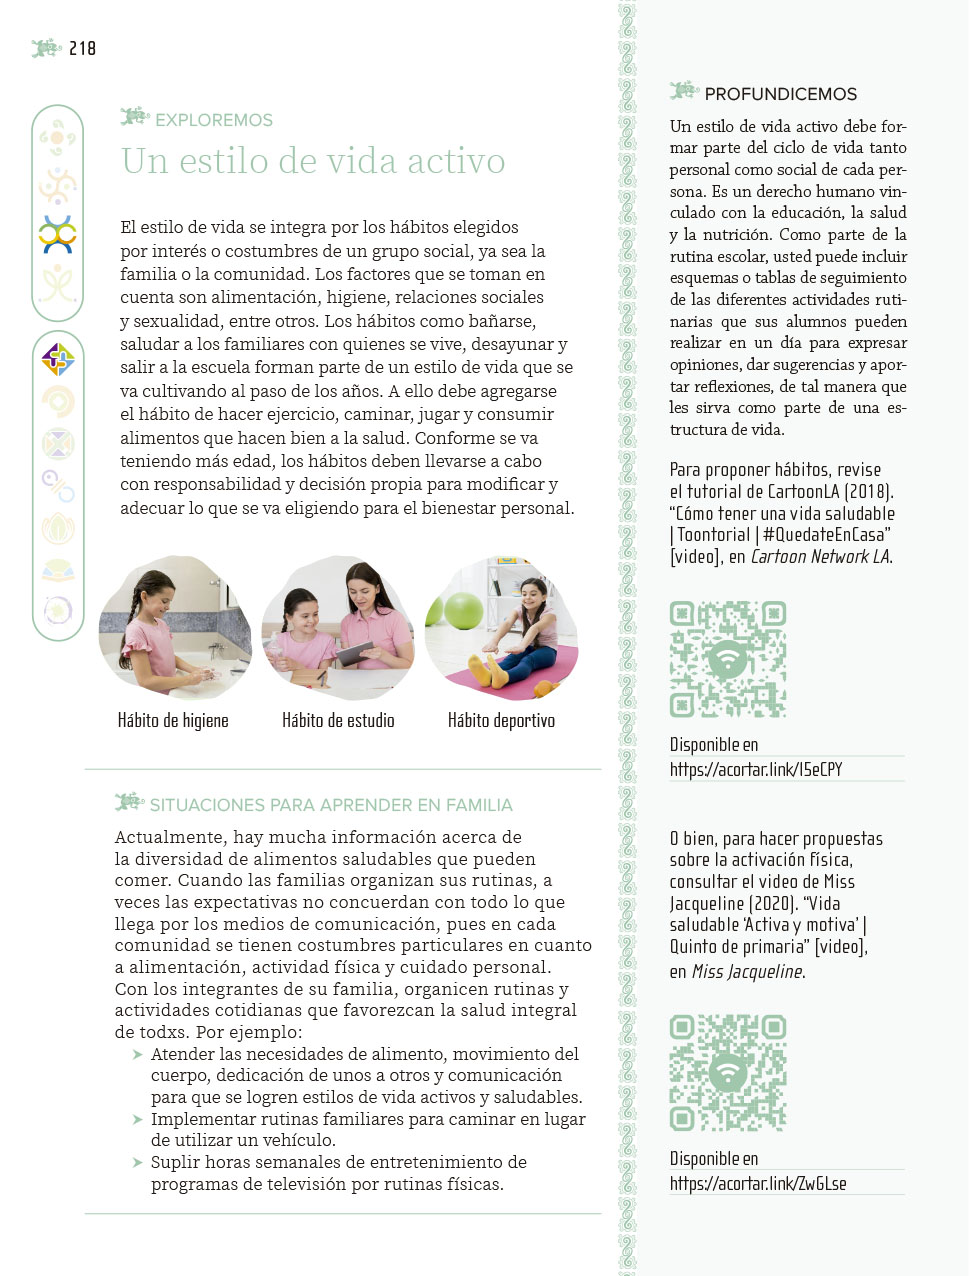 218
EXPLOREMOS
Un estilo de vida activo
El estilo de vida se integra por los hábitos elegidos
por interés o costumbres de un grupo social, ya sea la
familia o la comunidad. Los factores que se toman en
cuenta son alimentación, higiene, relaciones sociales
y sexualidad, entre otros. Los hábitos como bañarse,
saludar a los familiares con quienes se vive, desayunar y
salir a la escuela forman parte de un estilo de vida que se
va cultivando al paso de los años. A ello debe agregarse
el hábito de hacer ejercicio, caminar, jugar y consumir
alimentos que hacen bien a la salud. Conforme se va
teniendo más edad, los hábitos deben llevarse a cabo
con responsabilidad y decisión propia para modificar y
adecuar lo que se va eligiendo para el bienestar personal.
Hábito de higiene
Hábito de estudio
Hábito deportivo
SITUACIONES PARA APRENDER EN FAMILIA
Actualmente, hay mucha información acerca de
la diversidad de alimentos saludables que pueden
comer. Cuando las familias organizan sus rutinas, a
veces las expectativas no concuerdan con todo lo que
llega por los medios de comunicación, pues en cada
comunidad se tienen costumbres particulares en cuanto
a alimentación, actividad física y cuidado personal.
Con los integrantes de su familia, organicen rutinas y
actividades cotidianas que favorezcan la salud integral
de todxs. Por ejemplo:
➤ Atender las necesidades de alimento, movimiento del
cuerpo, dedicación de unos a otros y comunicación
para que se logren estilos de vida activos y saludables.
➤ Implementar rutinas familiares para caminar en lugar
de utilizar un vehículo.
➤ Suplir horas semanales de entretenimiento de
programas de televisión por rutinas físicas.
PROFUNDICEMOS
Un estilo de vida activo debe for-
mar parte del ciclo de vida tanto
personal como social de cada per-
sona. Es un derecho humano vin-
culado con la educación, la salud
y la nutrición. Como parte de la
rutina escolar, usted puede incluir
esquemas o tablas de seguimiento
de las diferentes actividades ruti-
narias que sus alumnos pueden
realizar en un día para expresar
opiniones, dar sugerencias y apor-
tar reflexiones, de tal manera que
les sirva como parte de una es-
tructura de vida.
Para proponer hábitos, revise
el tutorial de CartoonLA (2018).
“Cómo tener una vida saludable
| Toontorial | #QuedateEnCasa”
[video], en Cartoon Network LA.
Disponible en
https://acortar.link/I5eCPY
O bien, para hacer propuestas
sobre la activación física,
consultar el video de Miss
Jacqueline (2020). “Vida
saludable ‘Activa y motiva’ |
Quinto de primaria” [video],
en Miss Jacqueline.
Disponible en
https://acortar.link/ZwGLse